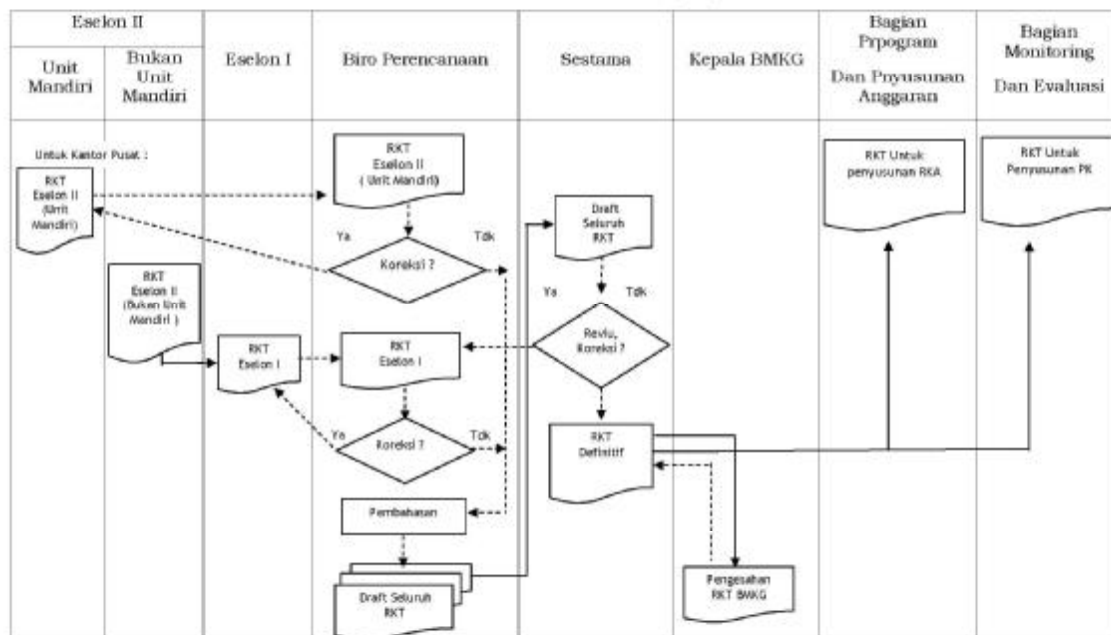 Eselon II
Unit
Mandiri
Bukan
Unit
Mandiri
Eselon I
Biro Perencanaan
Sestama
Kepala BMKG
Bagian
Prpogram
Dan Pnyusunan
Anggaran
Bagian
Monitoring
Dan Evaluasi
Untuk Kantor Pusat :
RKT
Eselon II
(Unit
Mandiri)
RKT
Eselon II
( Unit Mandiri)
Ya
Tdk
Koreksi ?
RKT
Eselon II
(Bukan Unit
Mandiri )
RKT
Eselon I
RKT
Eselon I
Ya
Koreksi ?
Tdk
Pembahasan
Draft Seluruh
RKT
Draft
Seluruh
RKT
Ya
Tdk
Reviu,
Koreksi ?
RKT
Definitif
Pengesahan
RKT BMKG
RKT Untuk
penyusunan RKA
RKT Untuk
Penyusunan PK